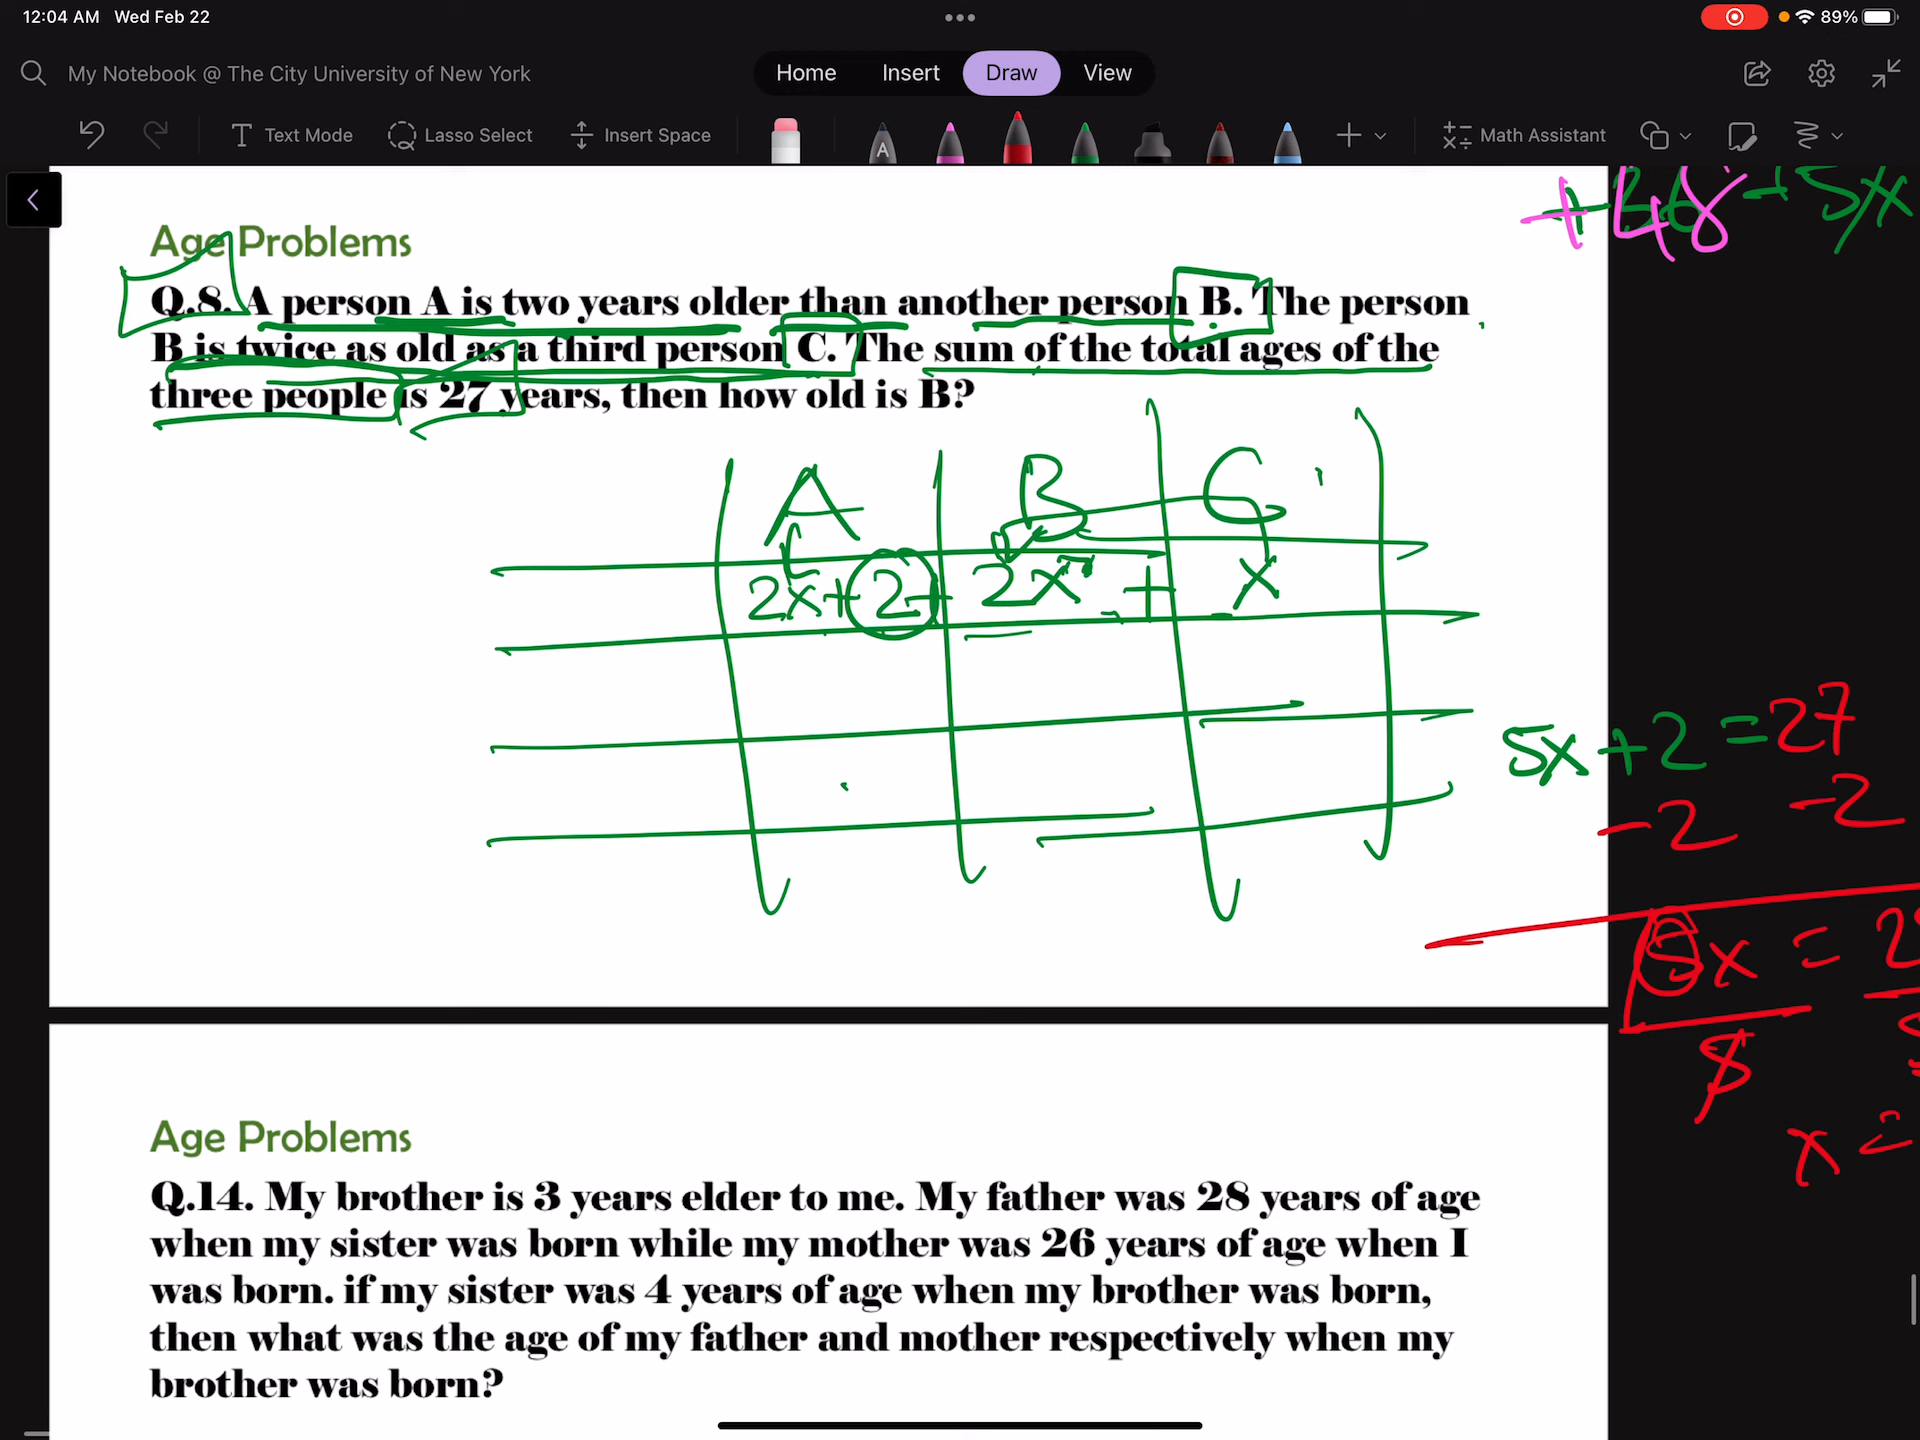 12:04 AM Wed Feb 22
89%
My Notebook @ The City University of New York
Home Insert Draw View
Text Mode Lasso Select Insert Space A Math Assistant
+48 +5x
Age Problems
Q.8. A person A is two years older than another person B. The person
B is twice as old as a third person C. The sum of the total ages of the
three people is 27 years, then how old is B?
A B C
2x+2+ 2x + x
5x+2=27
-2 -2
5x = 2
5
x =
Age Problems
Q.14. My brother is 3 years elder to me. My father was 28 years of age
when my sister was born while my mother was 26 years of age when I
was born. if my sister was 4 years of age when my brother was born,
then what was the age of my father and mother respectively when my
brother was born?